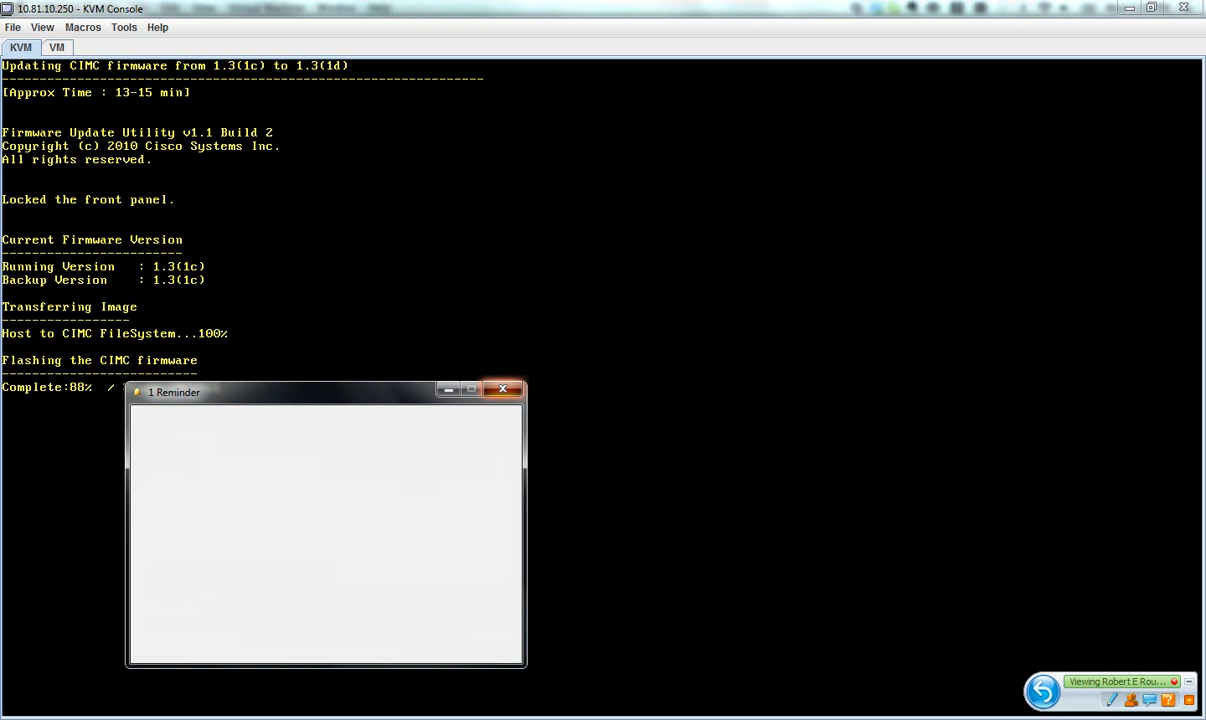 10.81.10.250 - KVM Console
File View Macros Tools Help
KVM VM
Updating CIMC firmware from 1.3(1c) to 1.3(1d)
----------------------------------------------------------------
[Approx Time : 13-15 min]
Firmware Update Utility v1.1 Build 2
Copyright (c) 2010 Cisco Systems Inc.
All rights reserved.
Locked the front panel.
Current Firmware Version
------------------------
Running Version : 1.3(1c)
Backup Version : 1.3(1c)
Transferring Image
-----------------
Host to CIMC FileSystem...100%
Flashing the CIMC firmware
--------------------------
Complete:88% /
1 Reminder
Viewing Robert E Rou...